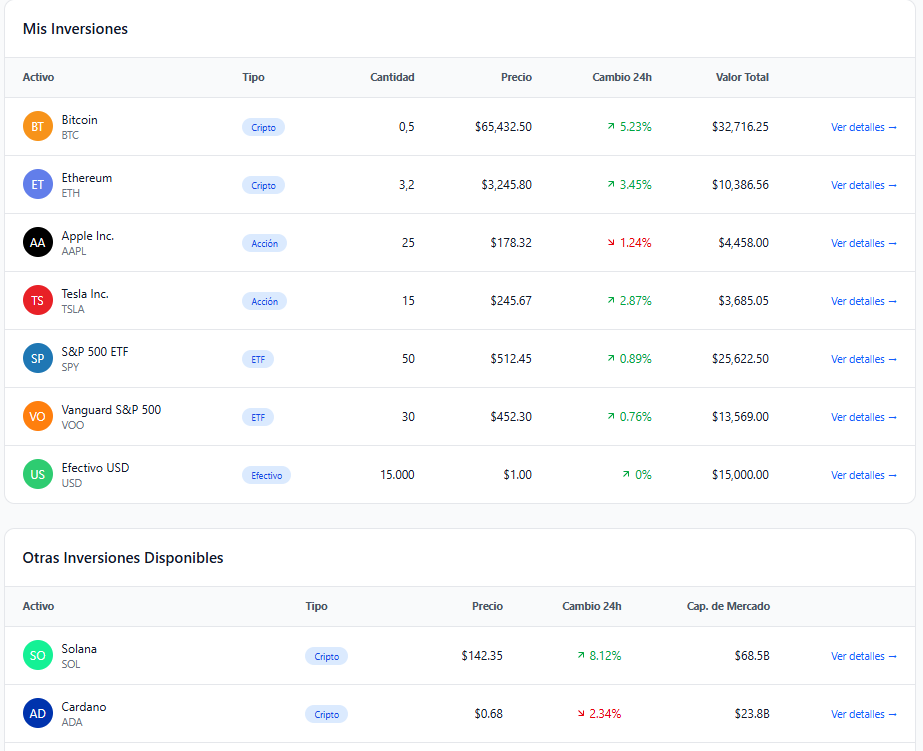 Mis Inversiones
Activo Tipo Cantidad Precio Cambio 24h Valor Total
BT Bitcoin BTC Cripto 0,5 $65,432.50 ↗ 5.23% $32,716.25 Ver detalles →
ET Ethereum ETH Cripto 3,2 $3,245.80 ↗ 3.45% $10,386.56 Ver detalles →
AA Apple Inc. AAPL Acción 25 $178.32 ↘ 1.24% $4,458.00 Ver detalles →
TS Tesla Inc. TSLA Acción 15 $245.67 ↗ 2.87% $3,685.05 Ver detalles →
SP S&P 500 ETF SPY ETF 50 $512.45 ↗ 0.89% $25,622.50 Ver detalles →
VO Vanguard S&P 500 VOO ETF 30 $452.30 ↗ 0.76% $13,569.00 Ver detalles →
US Efectivo USD USD Efectivo 15.000 $1.00 ↗ 0% $15,000.00 Ver detalles →
Otras Inversiones Disponibles
Activo Tipo Precio Cambio 24h Cap. de Mercado
SO Solana SOL Cripto $142.35 ↗ 8.12% $68.5B Ver detalles →
AD Cardano ADA Cripto $0.68 ↘ 2.34% $23.8B Ver detalles →